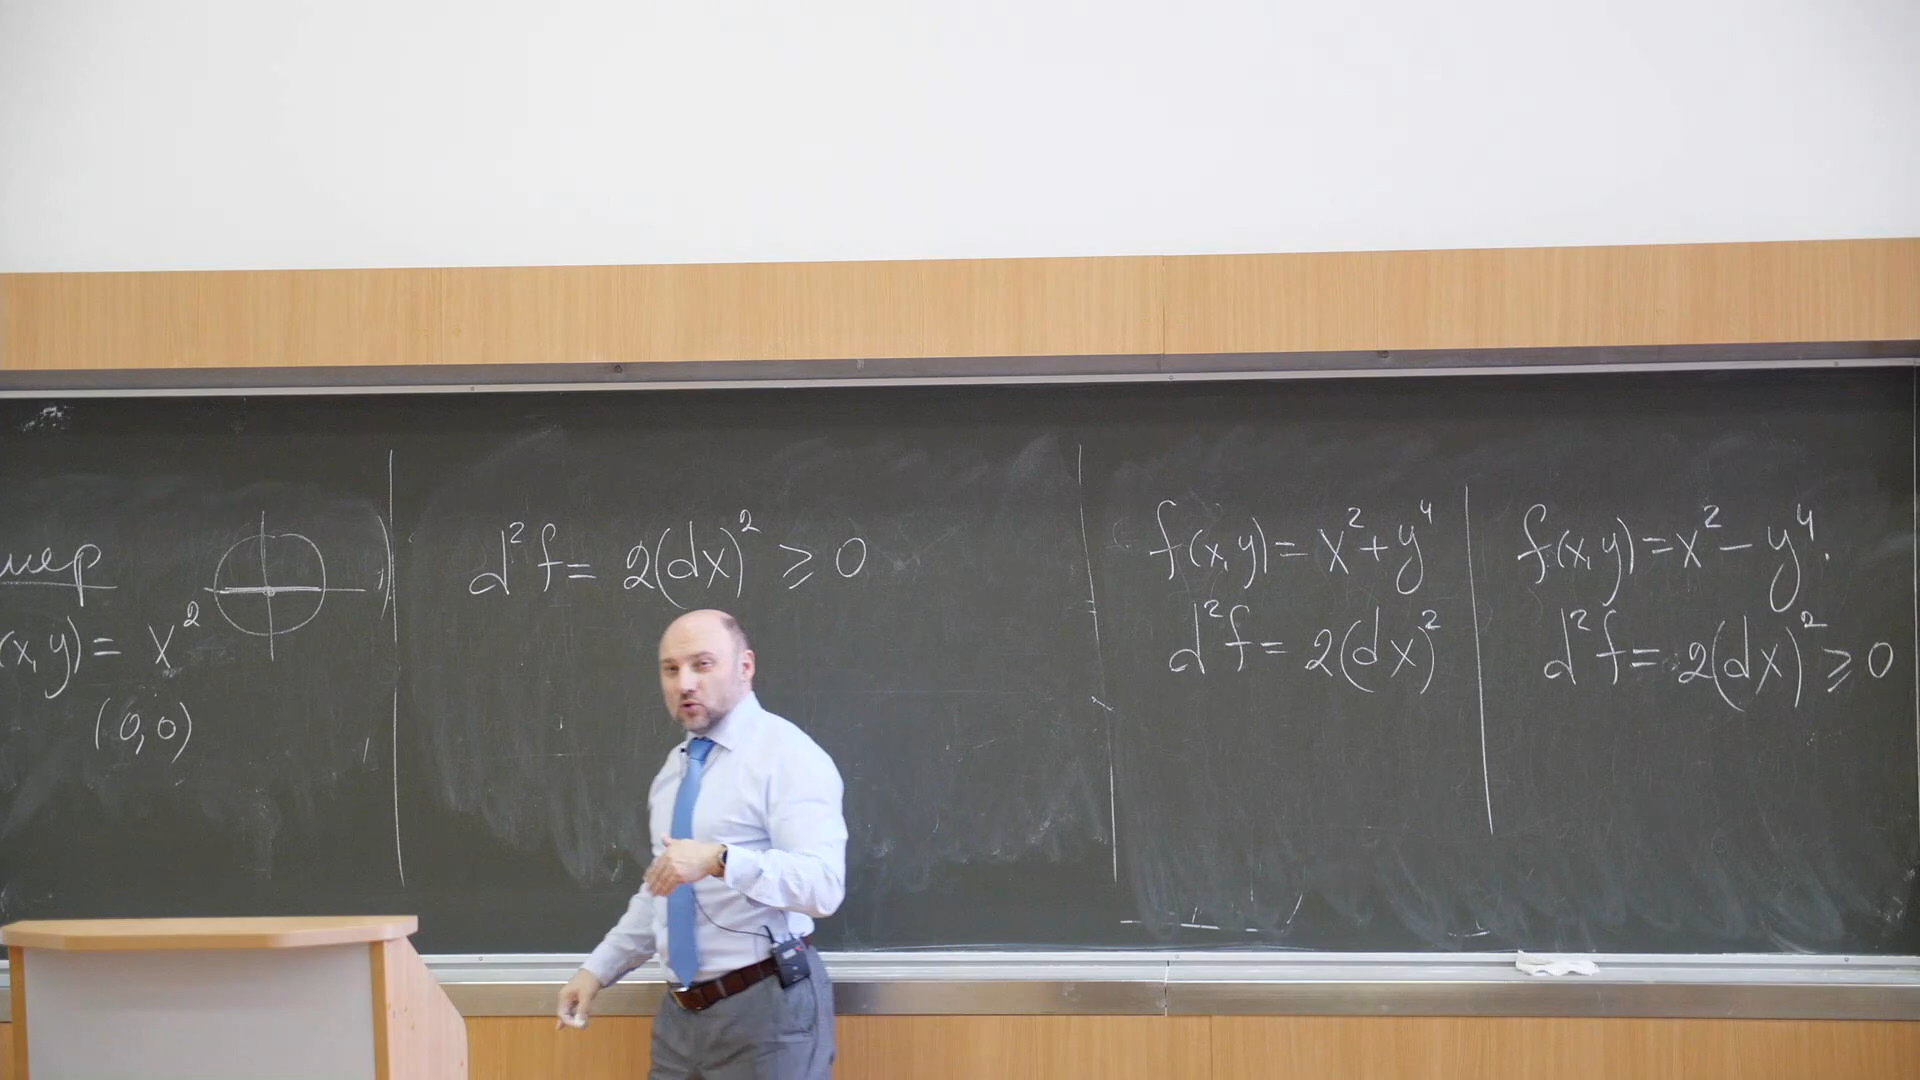 мер
(x,y) = x²
(0,0)
d²f = 2(dx)² ⩾ 0
f(x,y) = x² + y⁴
d²f = 2(dx)²
f(x,y) = x² − y⁴.
d²f = 2(dx)² ⩾ 0